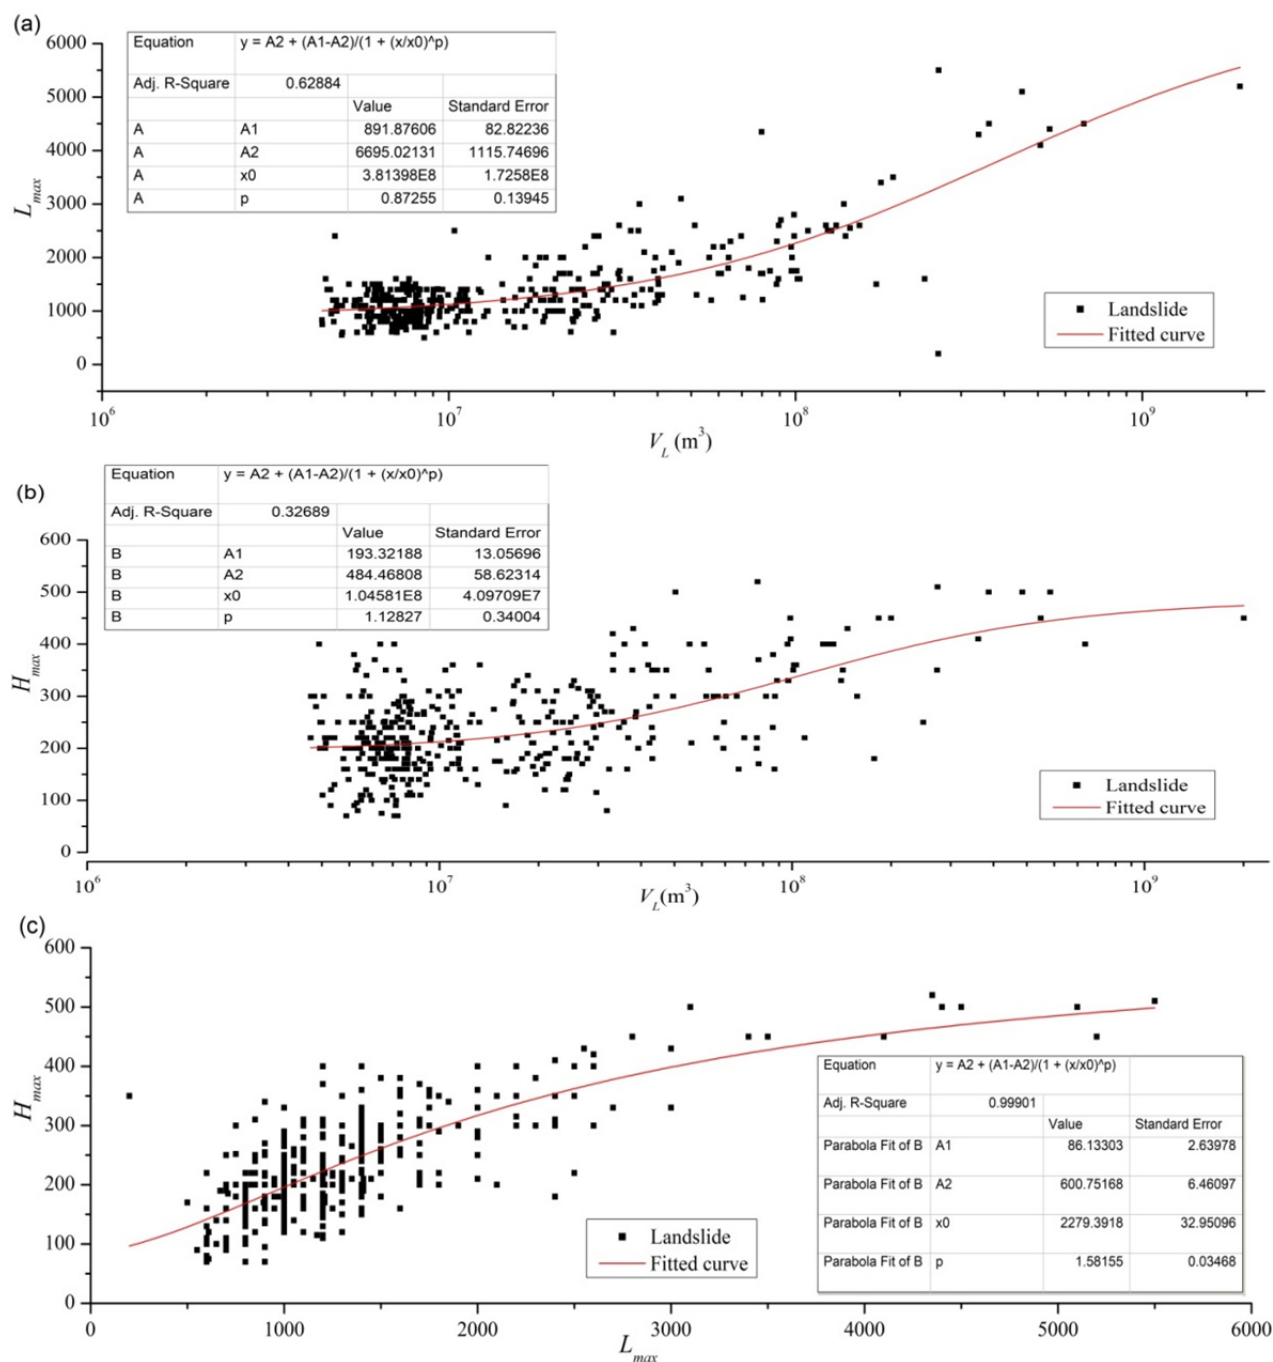 (a)
6000
5000
4000
3000
2000
1000
0
L max
Equation y = A2 + (A1-A2)/(1 + (x/x0)^p)
Adj. R-Square 0.62884
Value Standard Error
A A1 891.87606 82.82236
A A2 6695.02131 1115.74696
A x0 3.81398E8 1.7258E8
A p 0.87255 0.13945
Landslide
Fitted curve
10^6 10^7 10^8 10^9
V_L (m^3)
(b)
Equation y = A2 + (A1-A2)/(1 + (x/x0)^p)
Adj. R-Square 0.32689
Value Standard Error
B A1 193.32188 13.05696
B A2 484.46808 58.62314
B x0 1.04581E8 4.09709E7
B p 1.12827 0.34004
600
500
400
300
200
100
0
H max
Landslide
Fitted curve
10^6 10^7 10^8 10^9
V_L(m^3)
(c)
600
500
400
300
200
100
0
H max
Equation y = A2 + (A1-A2)/(1 + (x/x0)^p)
Adj. R-Square 0.99901
Value Standard Error
Parabola Fit of B A1 86.13303 2.63978
Parabola Fit of B A2 600.75168 6.46097
Parabola Fit of B x0 2279.3918 32.95096
Parabola Fit of B p 1.58155 0.03468
Landslide
Fitted curve
0 1000 2000 3000 4000 5000 6000
L max